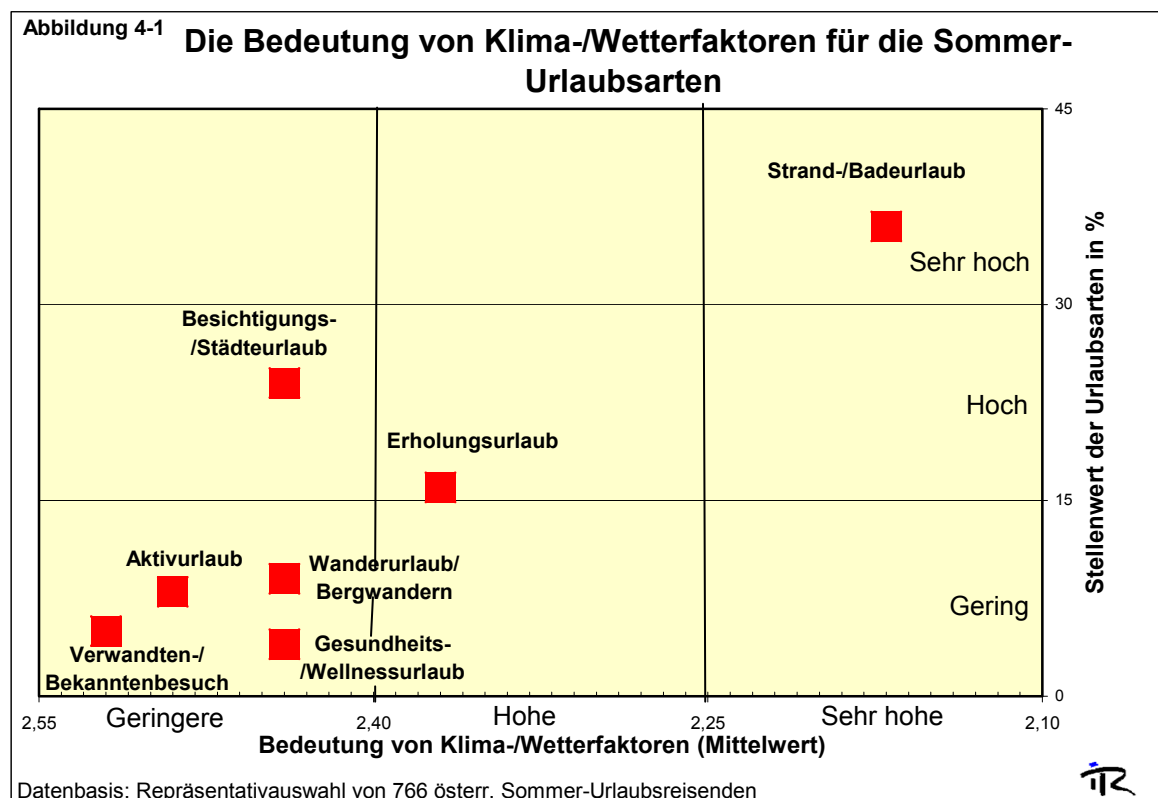 Abbildung 4-1
Die Bedeutung von Klima-/Wetterfaktoren für die Sommer-
Urlaubsarten
45
Strand-/Badeurlaub
Sehr hoch
30
Besichtigungs-
/Städteurlaub
Hoch
Erholungsurlaub
15
Aktivurlaub
Wanderurlaub/
Bergwandern
Gering
Verwandten-/
Bekanntenbesuch
Gesundheits-
/Wellnessurlaub
0
Stellenwert der Urlaubsarten in %
2,55
Geringere
2,40
Hohe
2,25
Sehr hohe
2,10
Bedeutung von Klima-/Wetterfaktoren (Mittelwert)
Datenbasis: Repräsentativauswahl von 766 österr. Sommer-Urlaubsreisenden